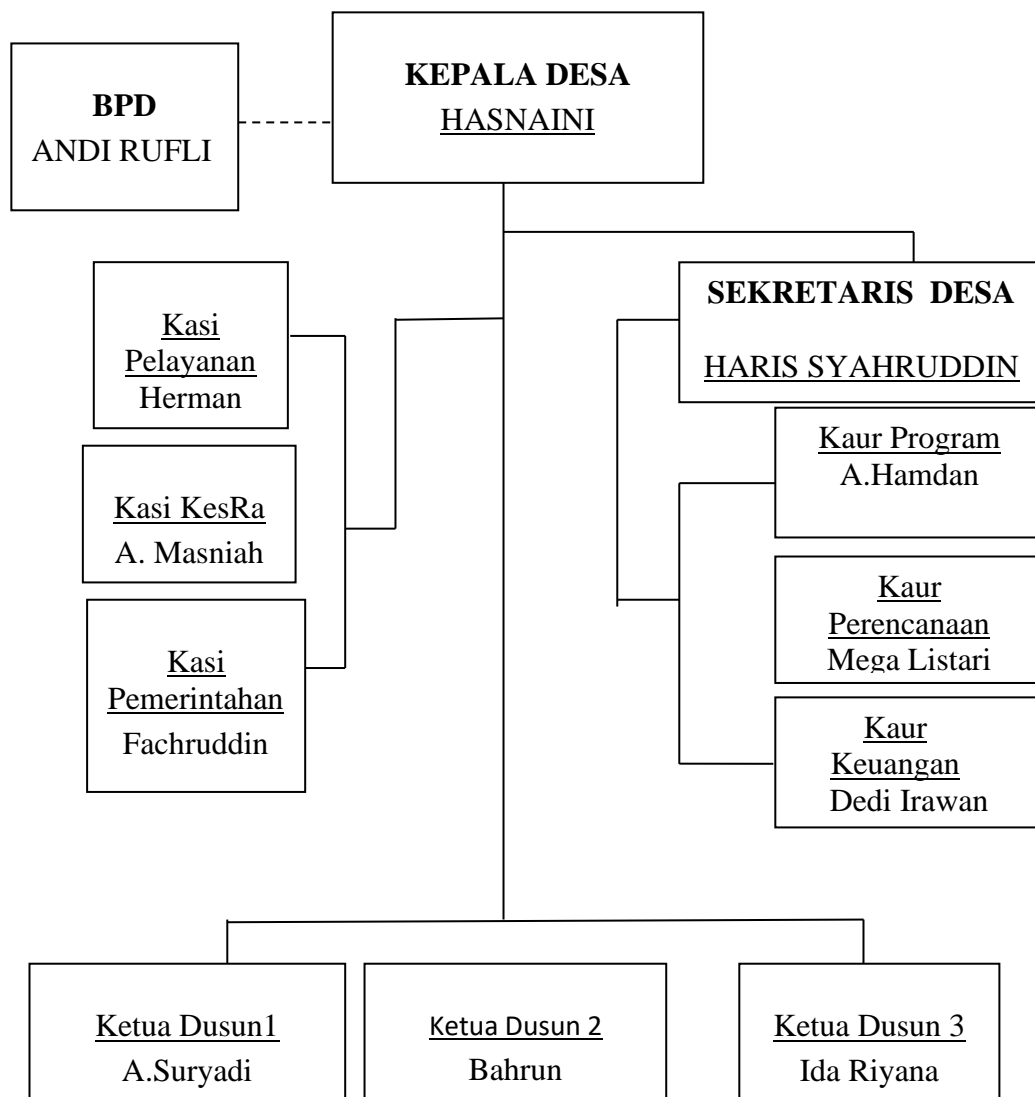 KEPALA DESA
HASNAINI
BPD
ANDI RUFLI
Kasi
Pelayanan
Herman
Kasi KesRa
A. Masniah
Kasi
Pemerintahan
Fachruddin
SEKRETARIS DESA
HARIS SYAHRUDDIN
Kaur Program
A.Hamdan
Kaur
Perencanaan
Mega Listari
Kaur
Keuangan
Dedi Irawan
Ketua Dusun1
A.Suryadi
Ketua Dusun 2
Bahrun
Ketua Dusun 3
Ida Riyana